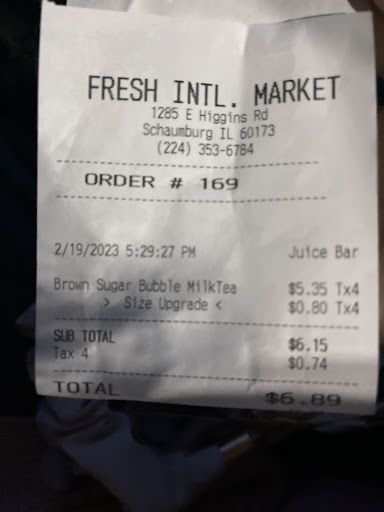 FRESH INTL. MARKET
1285 E Higgins Rd
Schaumburg IL 60173
(224) 353-6784
ORDER # 169
2/19/2023 5:29:27 PM Juice Bar
Brown Sugar Bubble MilkTea $5.35 Tx4
> Size Upgrade < $0.80 Tx4
SUB TOTAL $6.15
Tax 4 $0.74
TOTAL $6.89